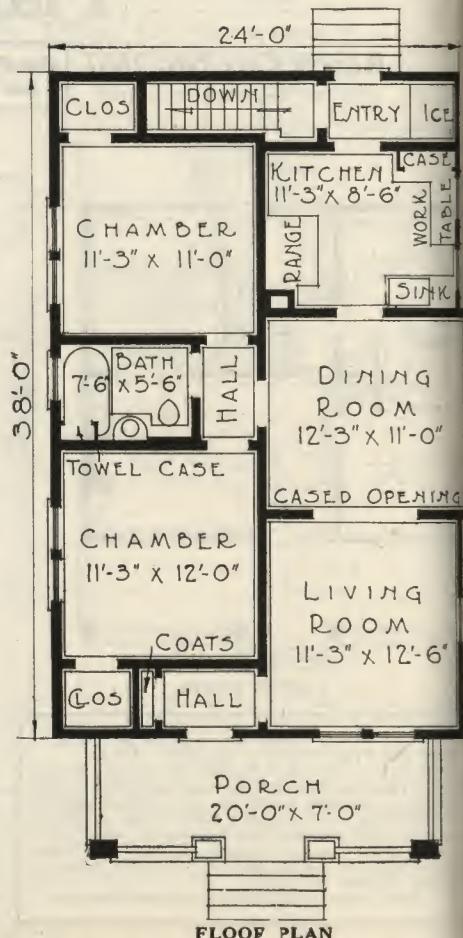 24'-0"
CLOS
DOWN
ENTRY
ICE
CASE
KITCHEN
11'-3" X 8'-6"
WORK
TABLE
RANGE
SINK
CHAMBER
11'-3" X 11'-0"
38'-0"
BATH
7'-6" X 5'-6"
HALL
DINING
ROOM
12'-3" X 11'-0"
TOWEL CASE
CASED OPENING
CHAMBER
11'-3" X 12'-0"
LIVING
ROOM
11'-3" X 12'-6"
COATS
CLOS
HALL
PORCH
20'-0" X 7'-0"
FLOOR PLAN